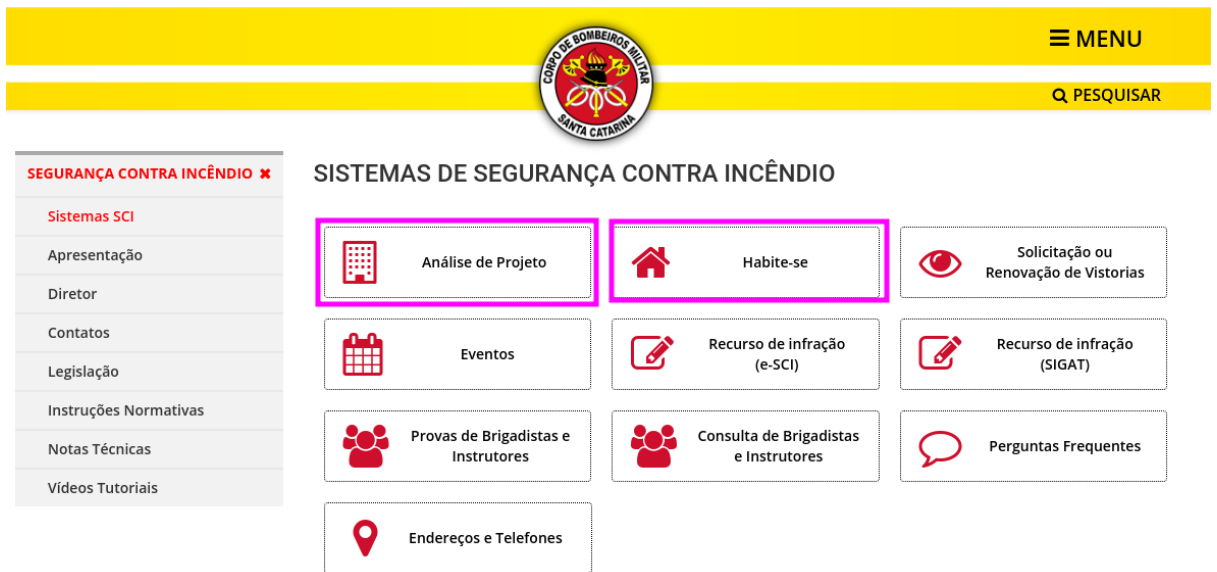 CORPO DE BOMBEIROS MILITAR
SANTA CATARINA
MENU
PESQUISAR
SEGURANÇA CONTRA INCÊNDIO
Sistemas SCI
Apresentação
Diretor
Contatos
Legislação
Instruções Normativas
Notas Técnicas
Vídeos Tutoriais
SISTEMAS DE SEGURANÇA CONTRA INCÊNDIO
Análise de Projeto
Habite-se
Solicitação ou
Renovação de Vistorias
Eventos
Recurso de infração
(e-SCI)
Recurso de infração
(SIGAT)
Provas de Brigadistas e
Instrutores
Consulta de Brigadistas
e Instrutores
Perguntas Frequentes
Endereços e Telefones